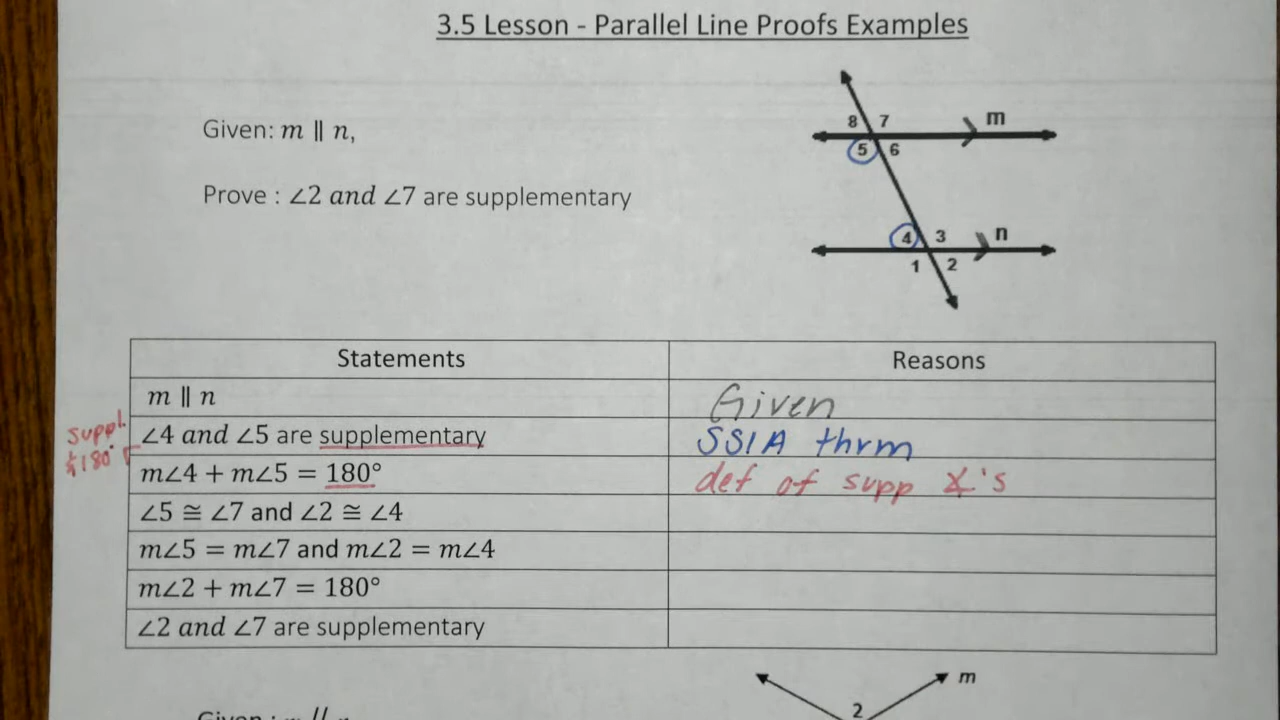 3.5 Lesson - Parallel Line Proofs Examples
Given: m ∥ n,
Prove : ∠2 and ∠7 are supplementary
8 7 m
5 6
4 3 n
1 2
Statements Reasons
m ∥ n Given
∠4 and ∠5 are supplementary SSIA thrm
m∠4 + m∠5 = 180° def of supp ∡'s
∠5 ≅ ∠7 and ∠2 ≅ ∠4
m∠5 = m∠7 and m∠2 = m∠4
m∠2 + m∠7 = 180°
∠2 and ∠7 are supplementary
suppl.
180°
m
2
Given :